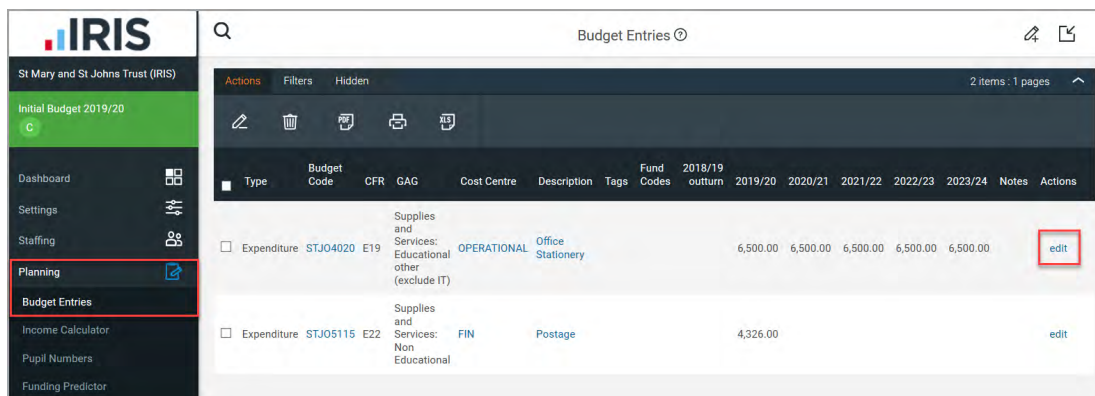 IRIS
Budget Entries
St Mary and St Johns Trust (IRIS)
Initial Budget 2019/20
C
Dashboard
Settings
Staffing
Planning
Budget Entries
Income Calculator
Pupil Numbers
Funding Predictor
Actions Filters Hidden 2 items : 1 pages
PDF XLS
Type Budget Code CFR GAG Cost Centre Description Tags Fund Codes 2018/19 outturn 2019/20 2020/21 2021/22 2022/23 2023/24 Notes Actions
Expenditure STJO4020 E19 Supplies and Services: Educational other (exclude IT) OPERATIONAL Office Stationery 6,500.00 6,500.00 6,500.00 6,500.00 6,500.00 edit
Expenditure STJO5115 E22 Supplies and Services: Non Educational FIN Postage 4,326.00 edit